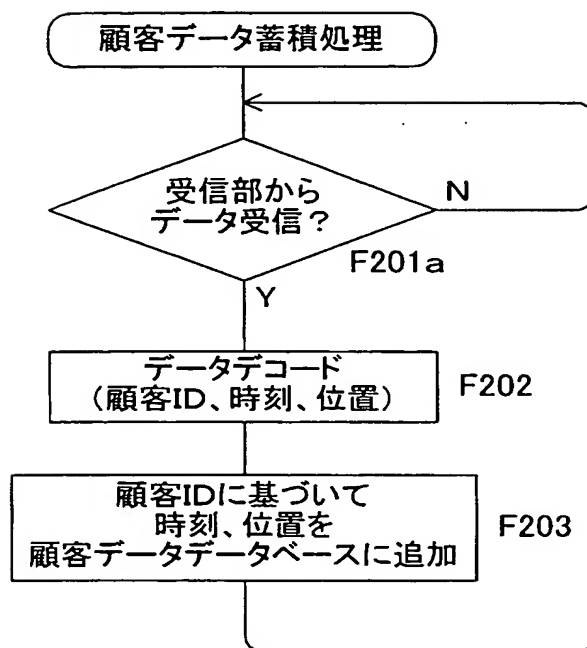 顧客データ蓄積処理
受信部から
データ受信？
N
F201a
Y
データデコード
（顧客ID、時刻、位置）
F202
顧客IDに基づいて
時刻、位置を
顧客データデータベースに追加
F203